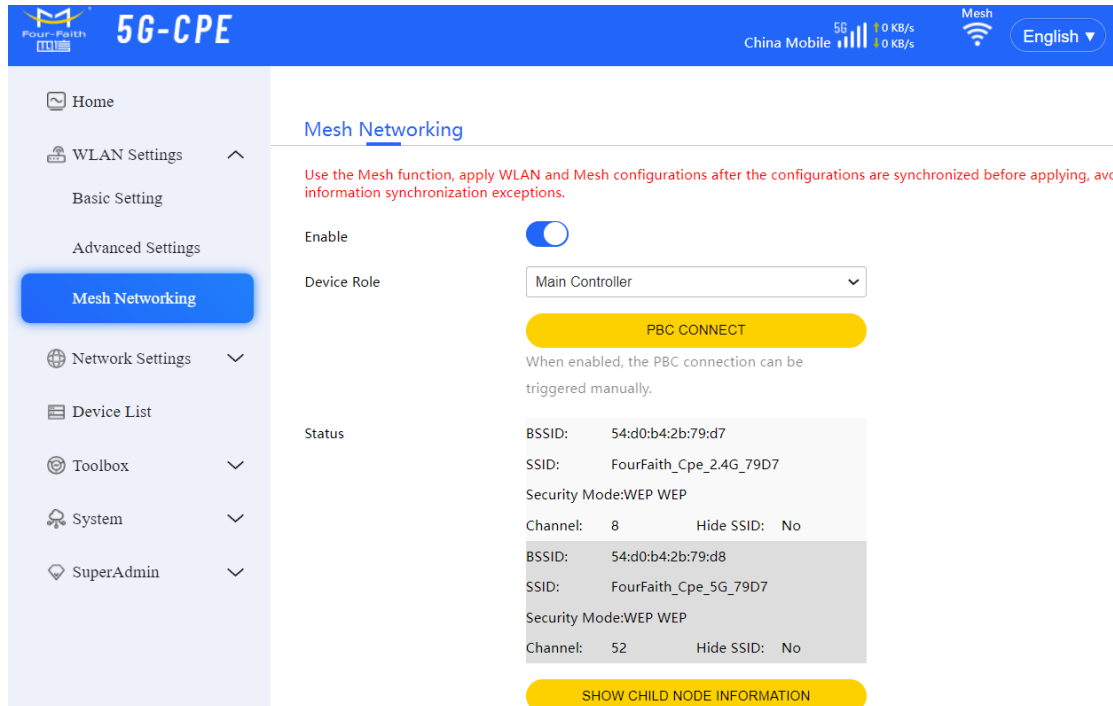 Four-Faith
四信
5G-CPE
5G ↑0 KB/s
China Mobile ↓0 KB/s
Mesh
English ▼
Home
WLAN Settings
Basic Setting
Advanced Settings
Mesh Networking
Network Settings
Device List
Toolbox
System
SuperAdmin
Mesh Networking
Use the Mesh function, apply WLAN and Mesh configurations after the configurations are synchronized before applying, avo
information synchronization exceptions.
Enable
Device Role
Main Controller
PBC CONNECT
When enabled, the PBC connection can be
triggered manually.
Status
BSSID: 54:d0:b4:2b:79:d7
SSID: FourFaith_Cpe_2.4G_79D7
Security Mode:WEP WEP
Channel: 8 Hide SSID: No
BSSID: 54:d0:b4:2b:79:d8
SSID: FourFaith_Cpe_5G_79D7
Security Mode:WEP WEP
Channel: 52 Hide SSID: No
SHOW CHILD NODE INFORMATION